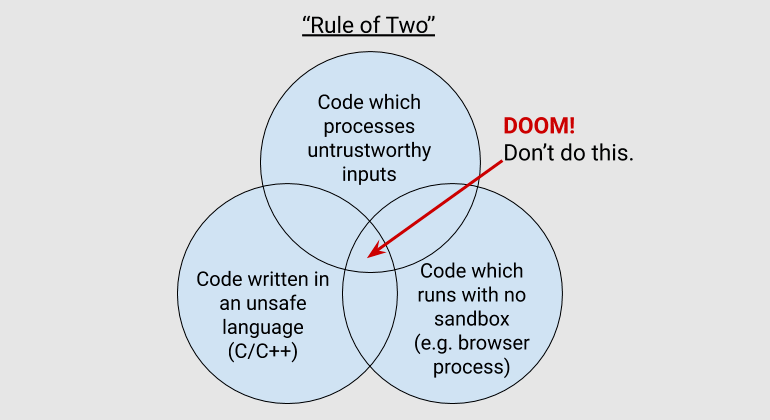 “Rule of Two”
Code which
processes
untrustworthy
inputs
DOOM!
Don’t do this.
Code written in
an unsafe
language
(C/C++)
Code which
runs with no
sandbox
(e.g. browser
process)